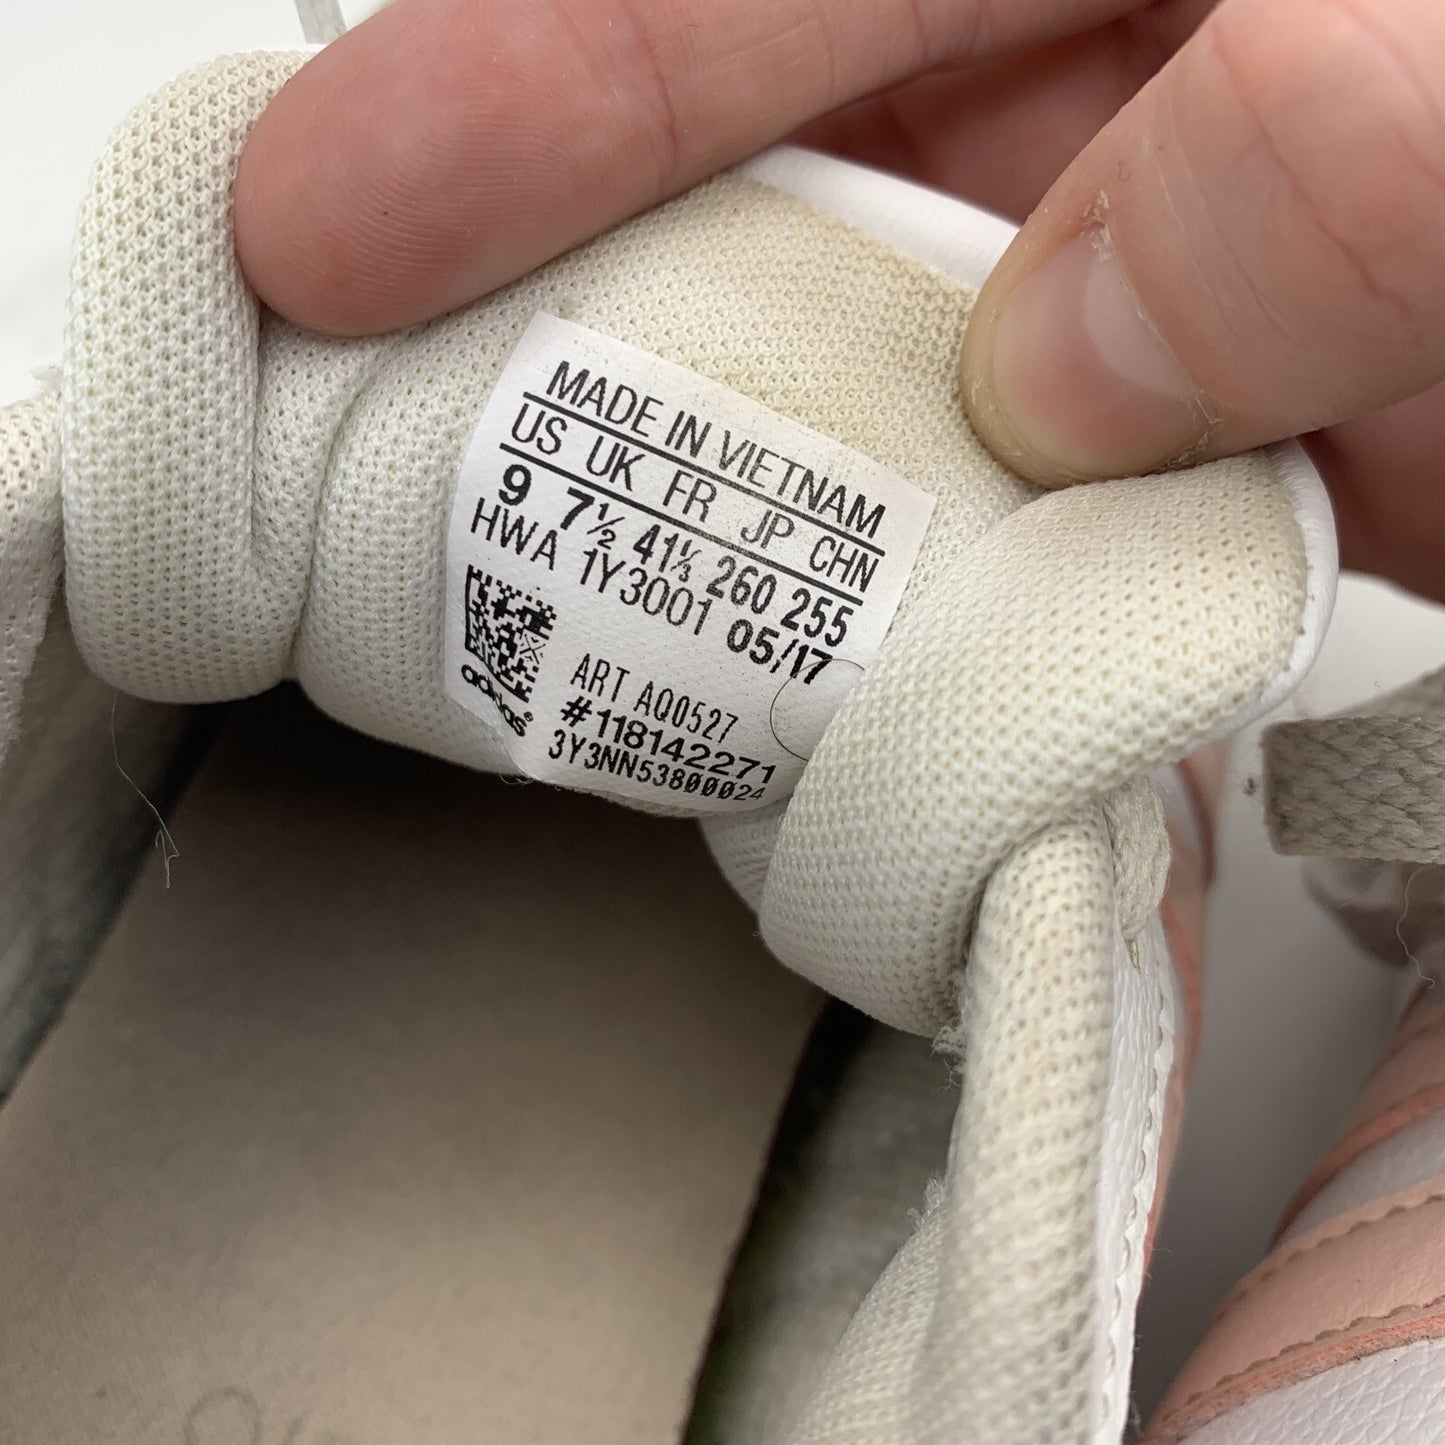 MADE IN VIETNAM
US UK FR JP CHN
9 7½ 41⅓ 260 255
HWA 1Y3001 05/17
adidas®
ART AQ0527
#118142271
3Y3NN53800024